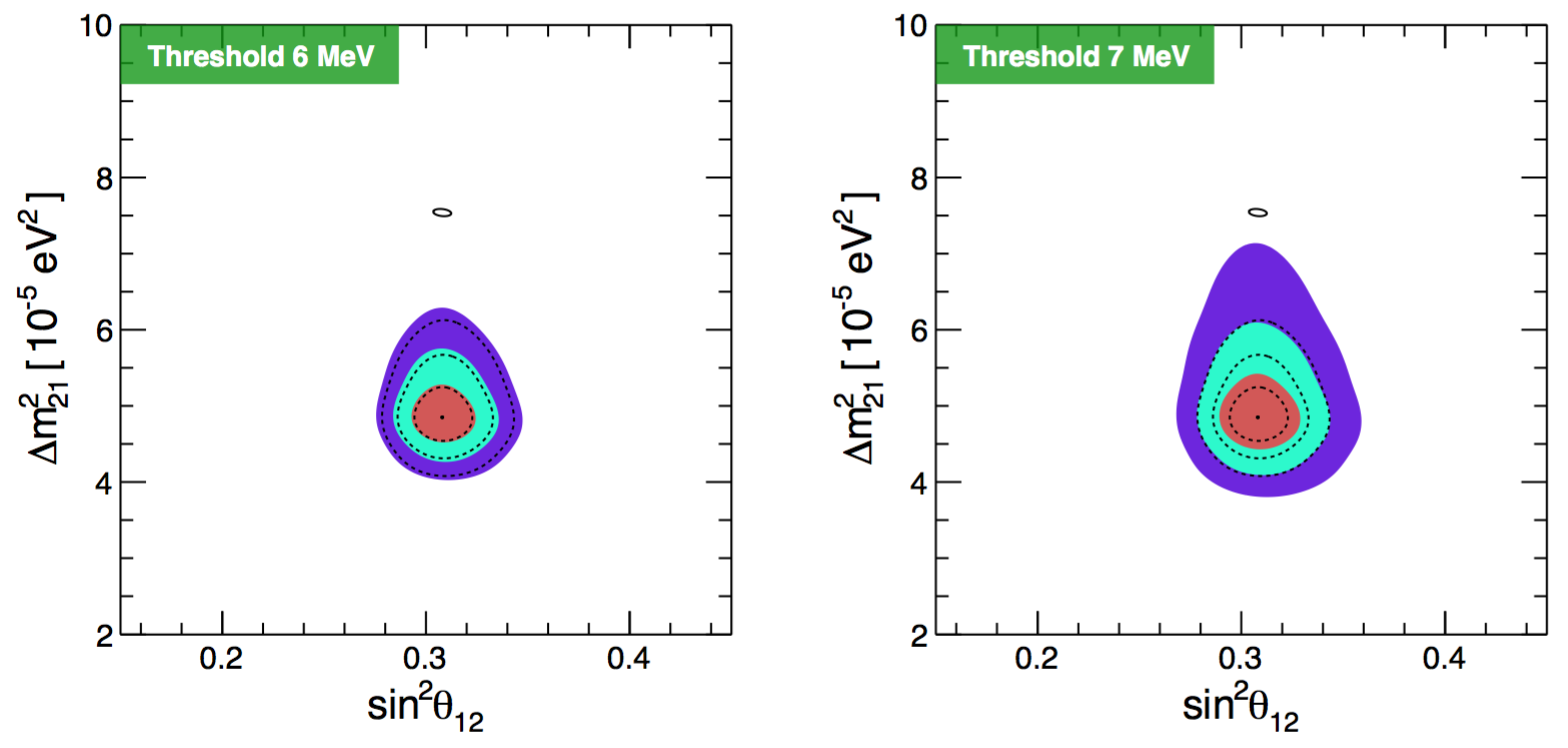 Threshold 6 MeV
10
8
6
4
2
0.2 0.3 0.4
Δm²₂₁ [ 10⁻⁵ eV² ]
sin²θ₁₂
Threshold 7 MeV
10
8
6
4
2
0.2 0.3 0.4
Δm²₂₁ [ 10⁻⁵ eV² ]
sin²θ₁₂